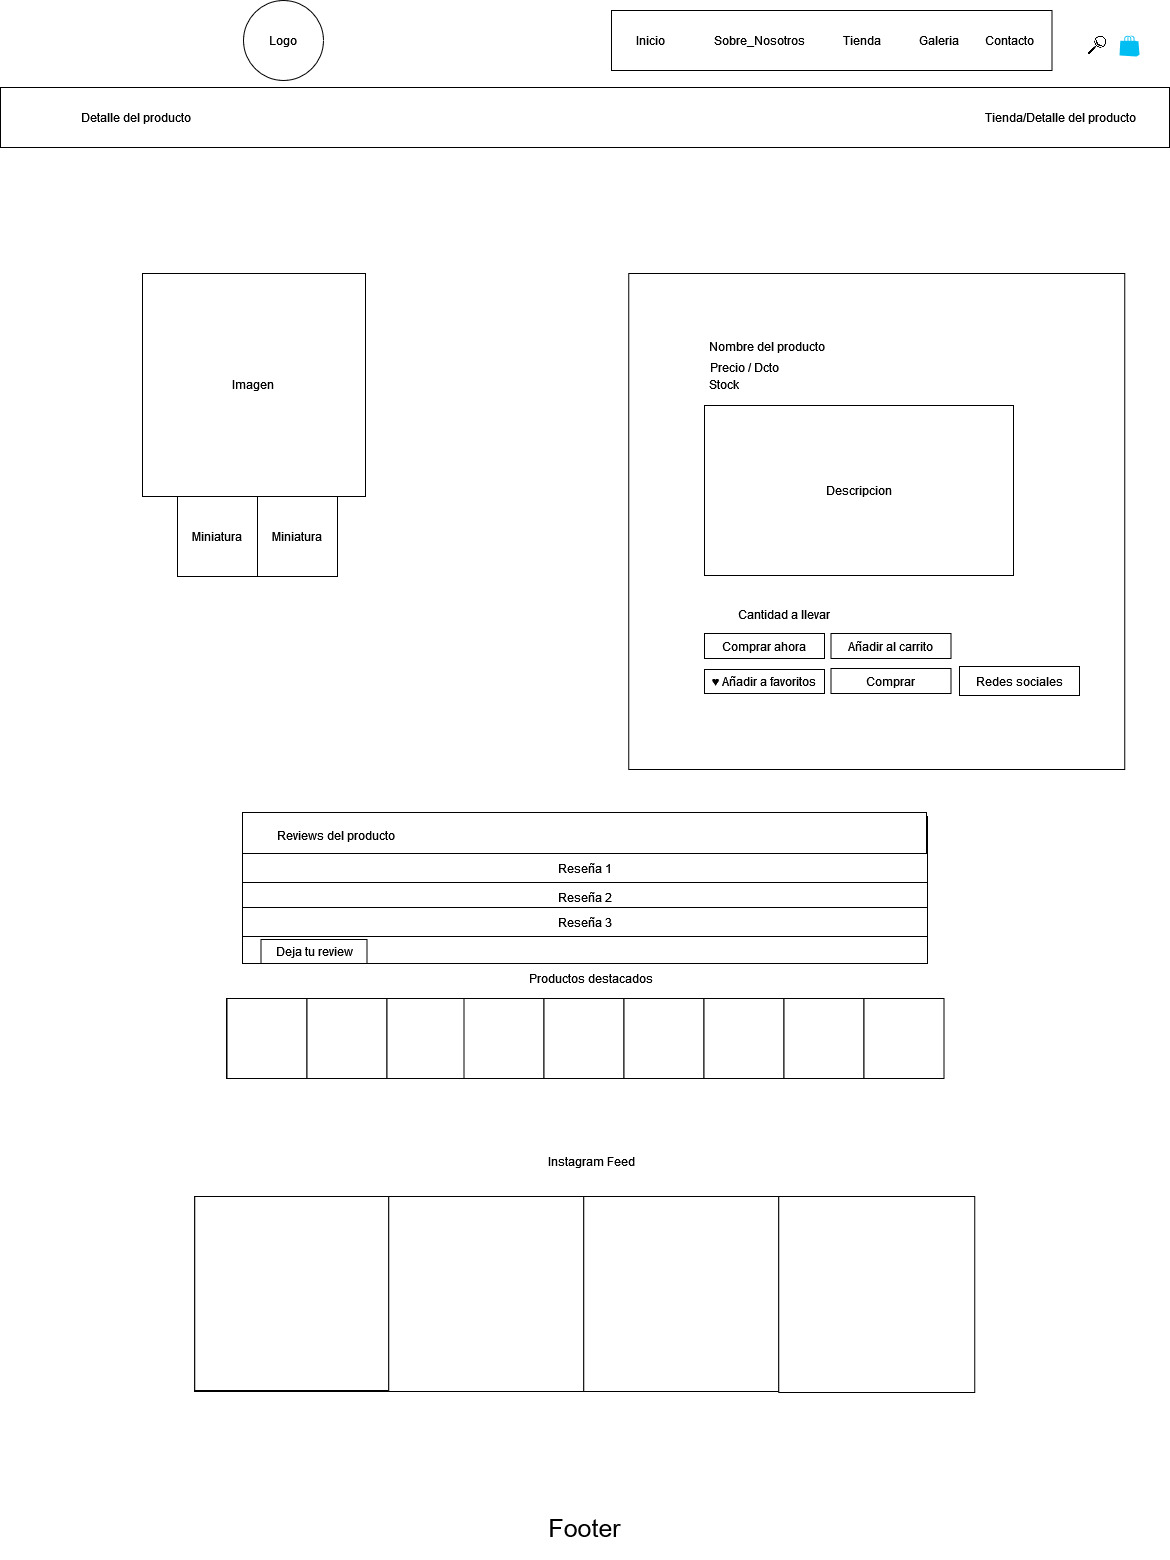 Logo
Inicio
Sobre_Nosotros
Tienda
Galeria
Contacto
Detalle del producto
Tienda/Detalle del producto
Imagen
Miniatura
Miniatura
Nombre del producto
Precio / Dcto
Stock
Descripcion
Cantidad a llevar
Comprar ahora
Añadir al carrito
♥ Añadir a favoritos
Comprar
Redes sociales
Reviews del producto
Reseña 1
Reseña 2
Reseña 3
Deja tu review
Productos destacados
Instagram Feed
Footer